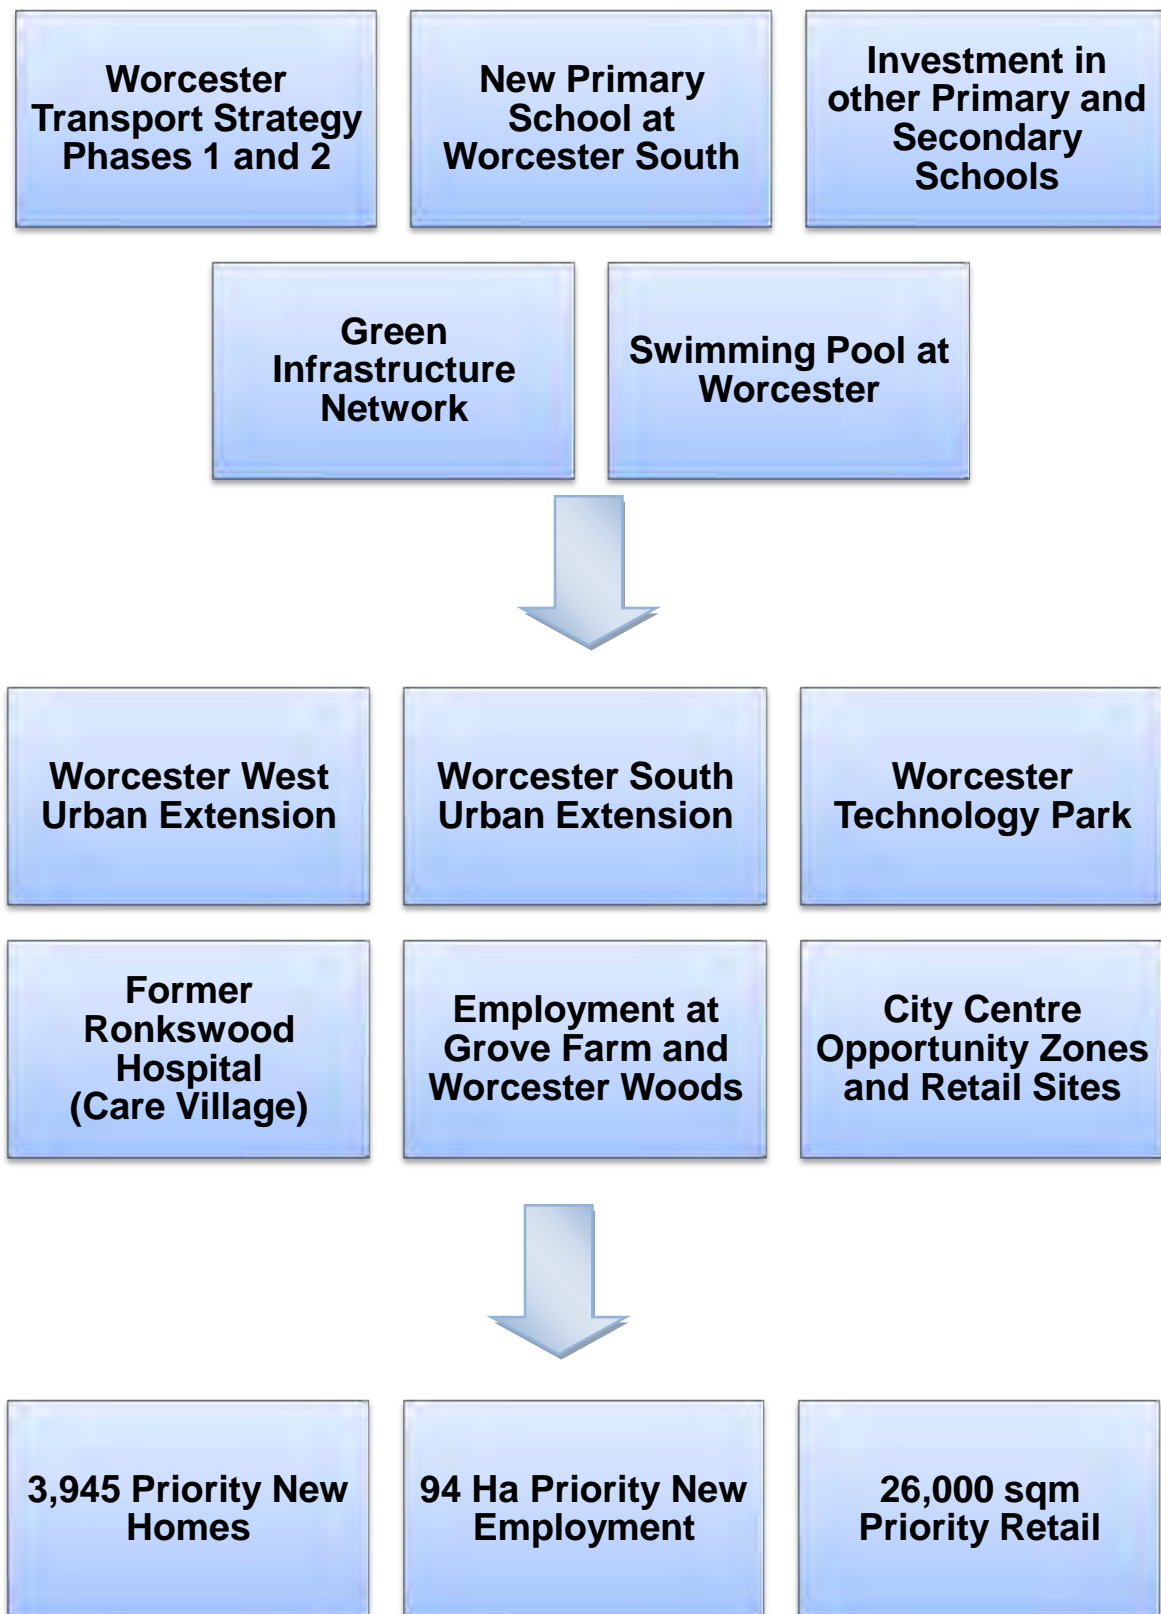 Worcester
Transport Strategy
Phases 1 and 2
New Primary
School at
Worcester South
Investment in
other Primary and
Secondary
Schools
Green
Infrastructure
Network
Swimming Pool at
Worcester
Worcester West
Urban Extension
Worcester South
Urban Extension
Worcester
Technology Park
Former
Ronkswood
Hospital
(Care Village)
Employment at
Grove Farm and
Worcester Woods
City Centre
Opportunity Zones
and Retail Sites
3,945 Priority New
Homes
94 Ha Priority New
Employment
26,000 sqm
Priority Retail